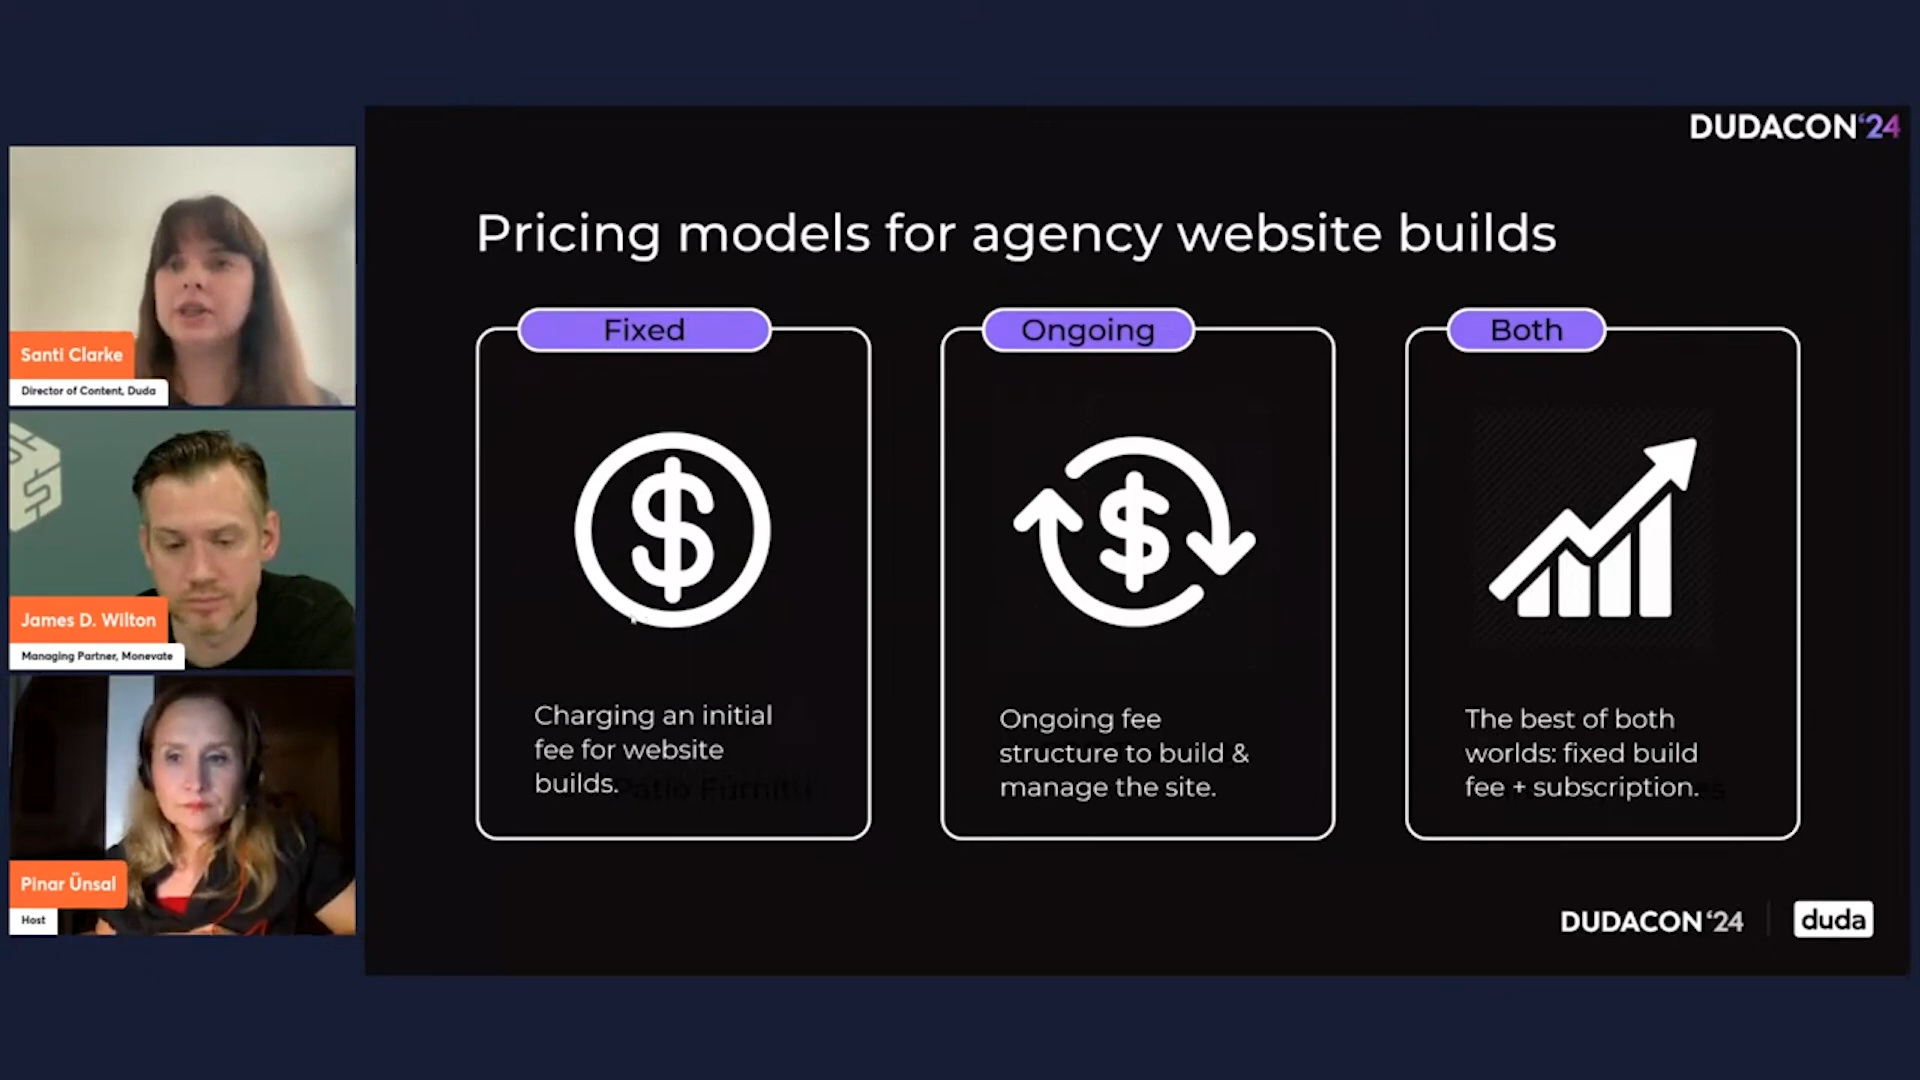 DUDACON‘24
Pricing models for agency website builds
Fixed
Ongoing
Both
Charging an initial
fee for website
builds.
Ongoing fee
structure to build &
manage the site.
The best of both
worlds: fixed build
fee + subscription.
Santi Clarke
Director of Content, Duda
James D. Wilton
Managing Partner, Monevate
Pinar Ünsal
Host
DUDACON‘24
duda